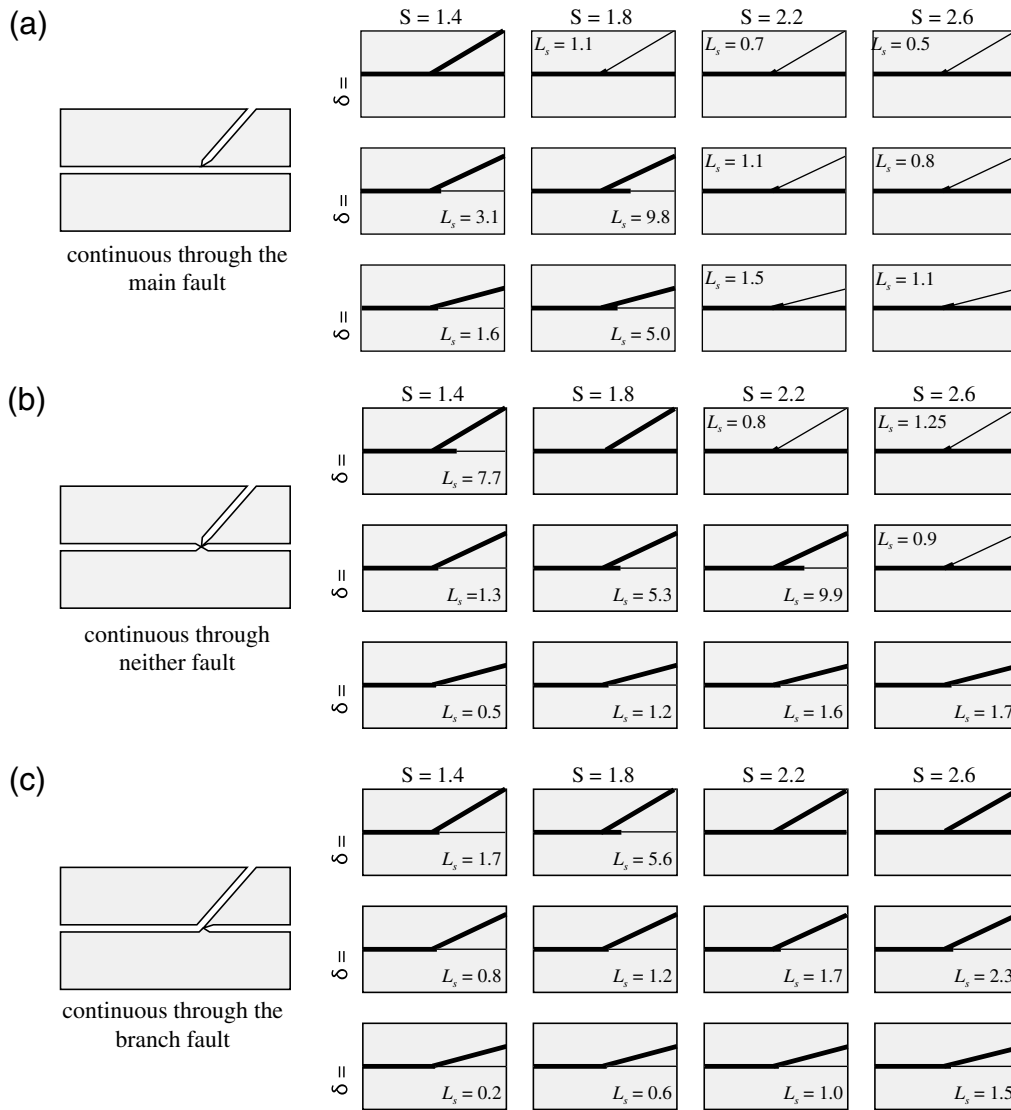 (a)
S = 1.4 S = 1.8 S = 2.2 S = 2.6
δ = L_s = 1.1 L_s = 0.7 L_s = 0.5
δ = L_s = 3.1 L_s = 9.8 L_s = 1.1 L_s = 0.8
continuous through the
main fault
δ = L_s = 1.6 L_s = 5.0 L_s = 1.5 L_s = 1.1
(b)
S = 1.4 S = 1.8 S = 2.2 S = 2.6
δ = L_s = 7.7 L_s = 0.8 L_s = 1.25
δ = L_s =1.3 L_s = 5.3 L_s = 9.9 L_s = 0.9
continuous through
neither fault
δ = L_s = 0.5 L_s = 1.2 L_s = 1.6 L_s = 1.7
(c)
S = 1.4 S = 1.8 S = 2.2 S = 2.6
δ = L_s = 1.7 L_s = 5.6
δ = L_s = 0.8 L_s = 1.2 L_s = 1.7 L_s = 2.3
continuous through the
branch fault
δ = L_s = 0.2 L_s = 0.6 L_s = 1.0 L_s = 1.5